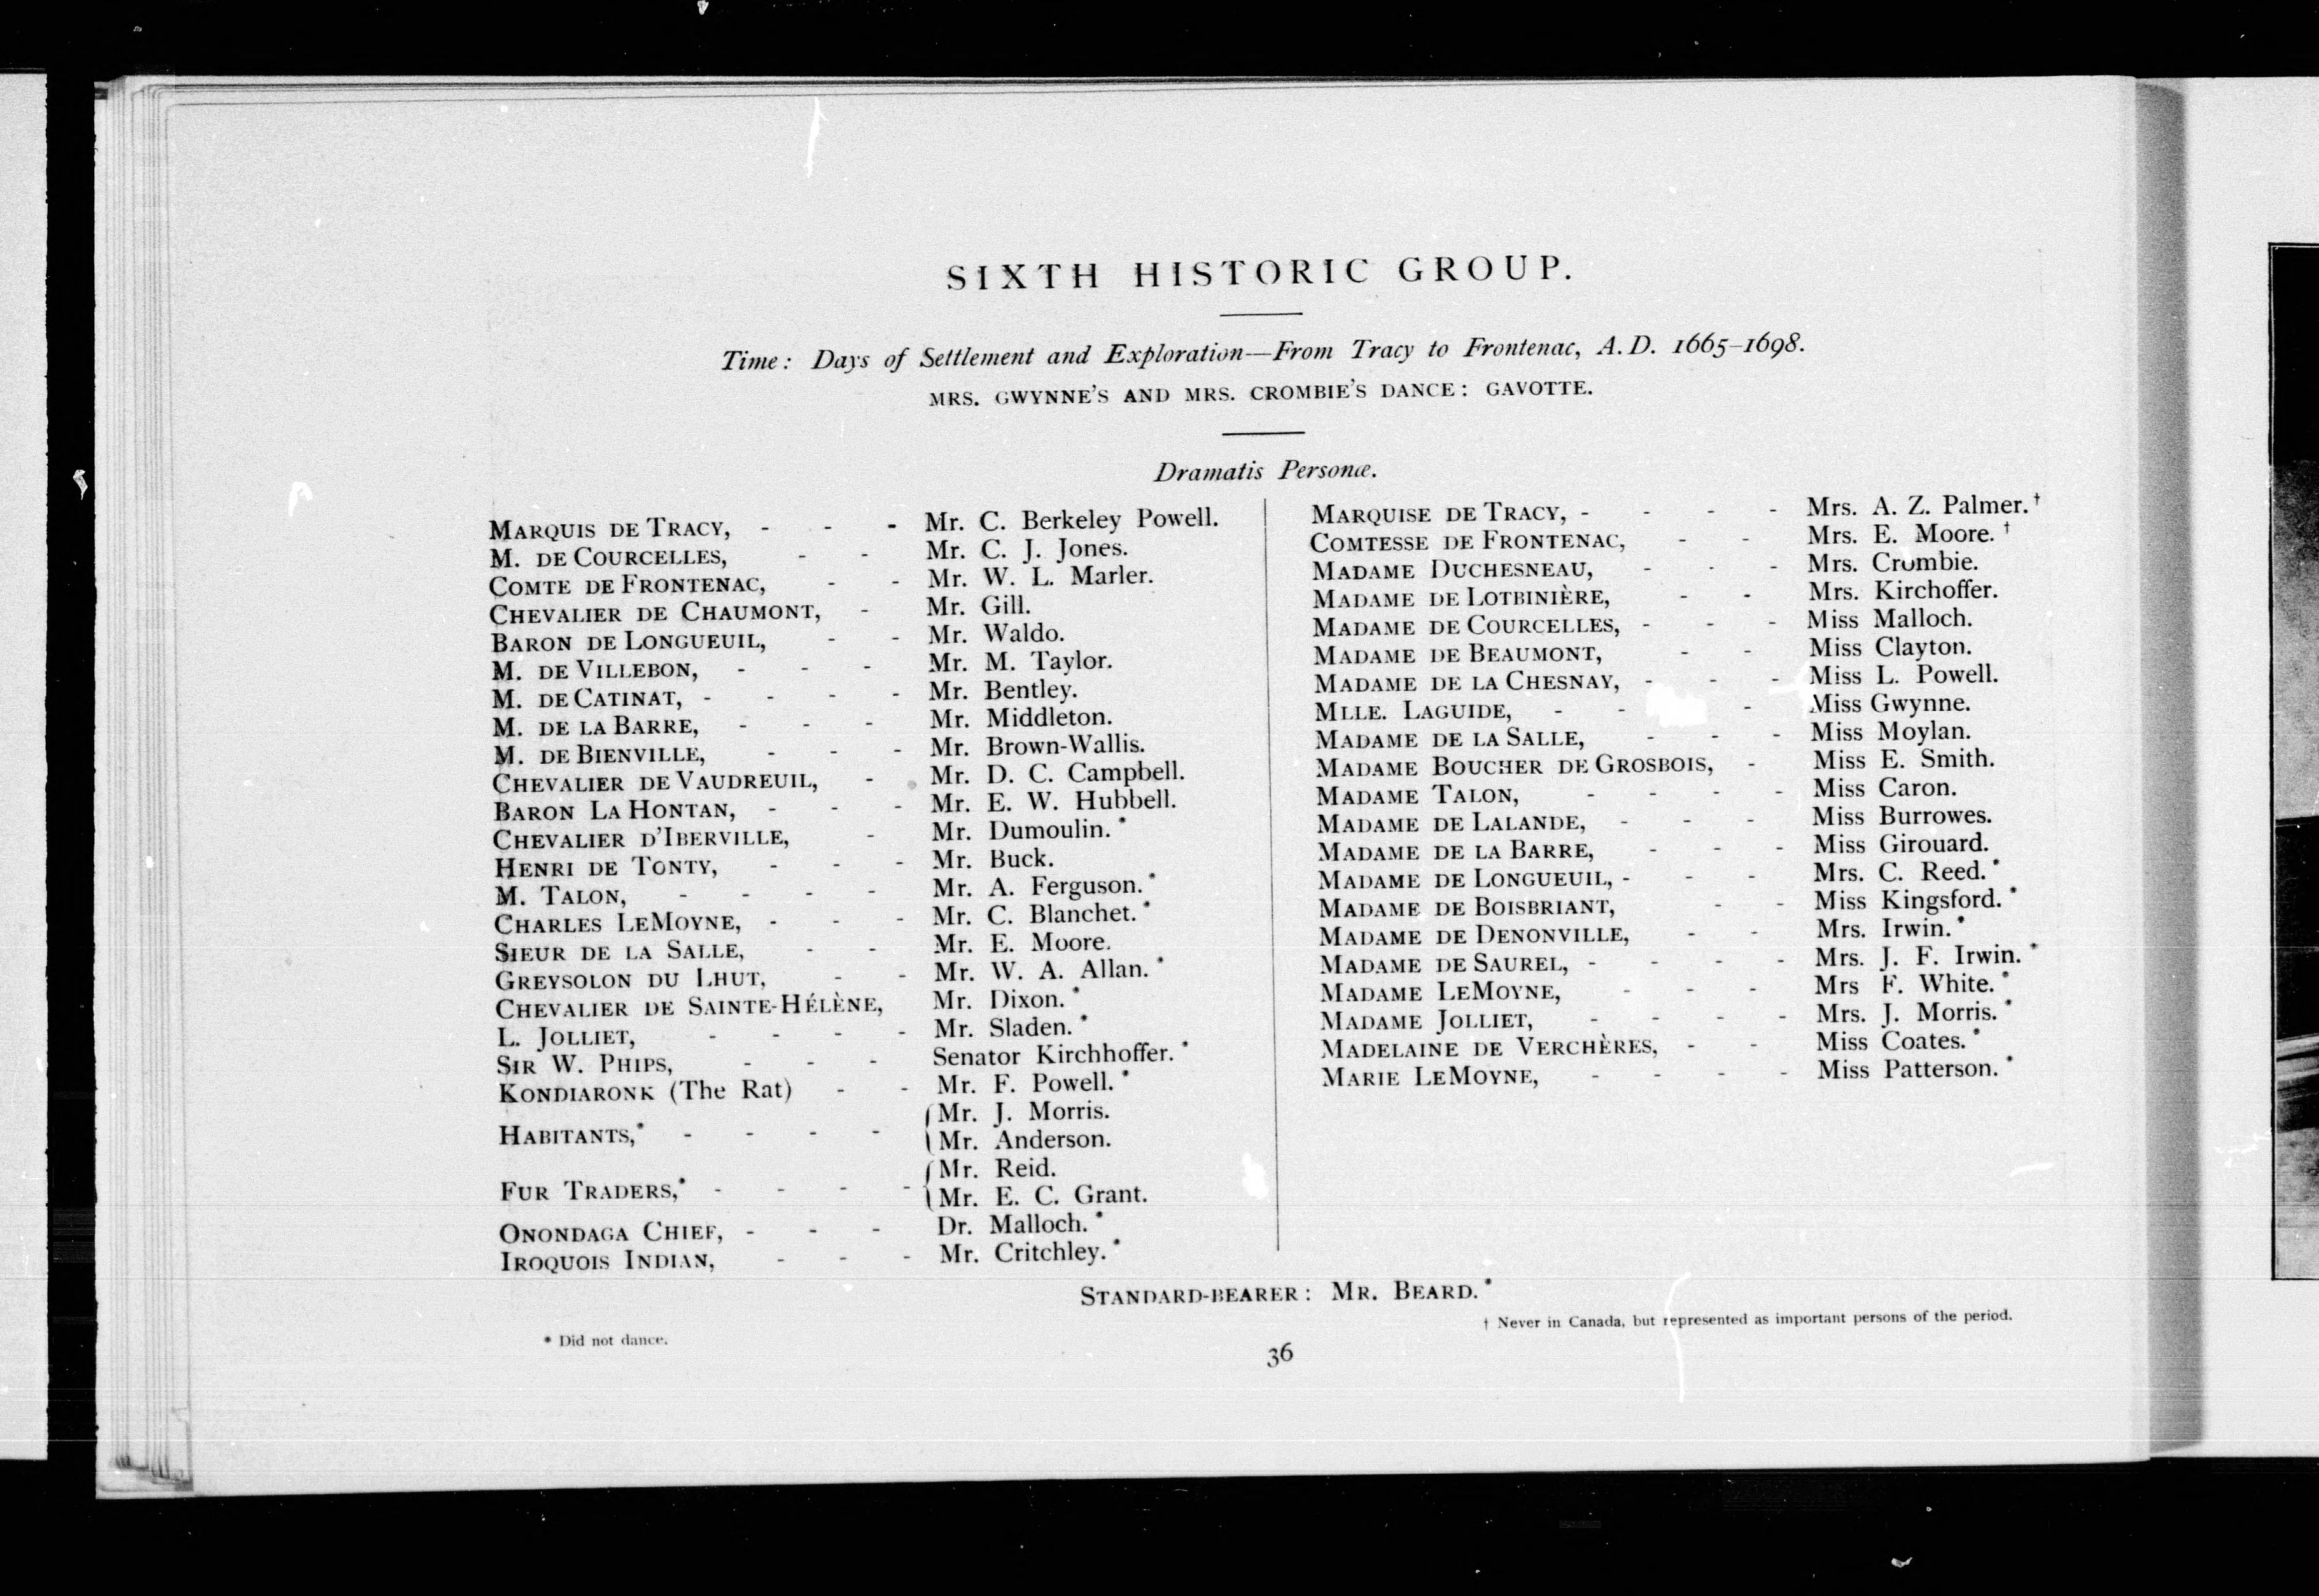 SIXTH HISTORIC GROUP.
Time: Days of Settlement and Exploration—From Tracy to Frontenac, A.D. 1665–1698.
MRS. GWYNNE'S AND MRS. CROMBIE'S DANCE: GAVOTTE.
Dramatis Personæ.
MARQUIS DE TRACY, - - - Mr. C. Berkeley Powell.
M. DE COURCELLES, - - Mr. C. J. Jones.
COMTE DE FRONTENAC, - - Mr. W. L. Marler.
CHEVALIER DE CHAUMONT, - Mr. Gill.
BARON DE LONGUEUIL, - - Mr. Waldo.
M. DE VILLEBON, - - - Mr. M. Taylor.
M. DE CATINAT, - - - - Mr. Bentley.
M. DE LA BARRE, - - - Mr. Middleton.
M. DE BIENVILLE, - - - Mr. Brown-Wallis.
CHEVALIER DE VAUDREUIL, - Mr. D. C. Campbell.
BARON LA HONTAN, - - - Mr. E. W. Hubbell.
CHEVALIER D'IBERVILLE, - Mr. Dumoulin.*
HENRI DE TONTY, - - - Mr. Buck.
M. TALON, - - - - Mr. A. Ferguson.*
CHARLES LEMOYNE, - - - Mr. C. Blanchet.*
SIEUR DE LA SALLE, - - Mr. E. Moore.
GREYSOLON DU LHUT, - - Mr. W. A. Allan.*
CHEVALIER DE SAINTE-HÉLÈNE, Mr. Dixon.*
L. JOLLIET, - - - - Mr. Sladen.*
SIR W. PHIPS, - - - Senator Kirchhoffer.*
KONDIARONK (The Rat) - - Mr. F. Powell.*
HABITANTS,* - - - - { Mr. J. Morris.
Mr. Anderson.
FUR TRADERS,* - - - - { Mr. Reid.
Mr. E. C. Grant.
ONONDAGA CHIEF, - - - Dr. Malloch.*
IROQUOIS INDIAN, - - - Mr. Critchley.*
MARQUISE DE TRACY, - - - - Mrs. A. Z. Palmer.†
COMTESSE DE FRONTENAC, - - Mrs. E. Moore.†
MADAME DUCHESNEAU, - - - Mrs. Crombie.
MADAME DE LOTBINIÈRE, - - Mrs. Kirchoffer.
MADAME DE COURCELLES, - - - Miss Malloch.
MADAME DE BEAUMONT, - - Miss Clayton.
MADAME DE LA CHESNAY, - - - Miss L. Powell.
MLLE. LAGUIDE, - - - Miss Gwynne.
MADAME DE LA SALLE, - - - Miss Moylan.
MADAME BOUCHER DE GROSBOIS, - Miss E. Smith.
MADAME TALON, - - - - Miss Caron.
MADAME DE LALANDE, - - - Miss Burrowes.
MADAME DE LA BARRE, - - - Miss Girouard.
MADAME DE LONGUEUIL, - - - Mrs. C. Reed.*
MADAME DE BOISBRIANT, - - Miss Kingsford.*
MADAME DE DENONVILLE, - - Mrs. Irwin.*
MADAME DE SAUREL, - - - - Mrs. J. F. Irwin.*
MADAME LEMOYNE, - - - Mrs F. White.*
MADAME JOLLIET, - - - - Mrs. J. Morris.*
MADELAINE DE VERCHÈRES, - - Miss Coates.*
MARIE LEMOYNE, - - - - Miss Patterson.*
STANDARD-BEARER: MR. BEARD.*
† Never in Canada, but represented as important persons of the period.
* Did not dance.
36